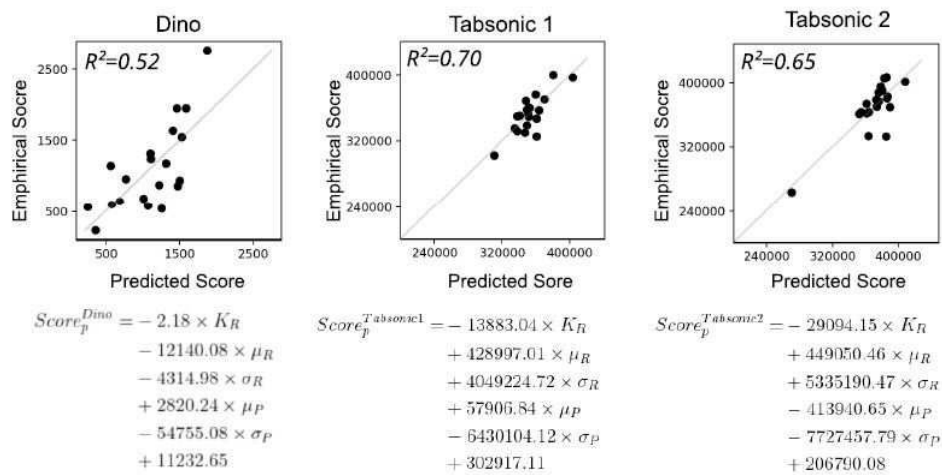 Dino
R²=0.52
2500
1500
500
500 1500 2500
Emphirical Socre
Predicted Score
Tabsonic 1
R²=0.70
400000
320000
240000
240000 320000 400000
Emphirical Socre
Predicted Sore
Tabsonic 2
R²=0.65
400000
320000
240000
240000 320000 400000
Emphirical Socre
Predicted Score
Score_p^{Dino} = − 2.18 × K_R
− 12140.08 × μ_R
− 4314.98 × σ_R
+ 2820.24 × μ_P
− 54755.08 × σ_P
+ 11232.65
Score_p^{Tabsonic1} = − 13883.04 × K_R
+ 428997.01 × μ_R
+ 4049224.72 × σ_R
+ 57906.84 × μ_P
− 6430104.12 × σ_P
+ 302917.11
Score_p^{Tabsonic2} = − 29094.15 × K_R
+ 449050.46 × μ_R
+ 5335190.47 × σ_R
− 413940.65 × μ_P
− 7727457.79 × σ_P
+ 206790.08